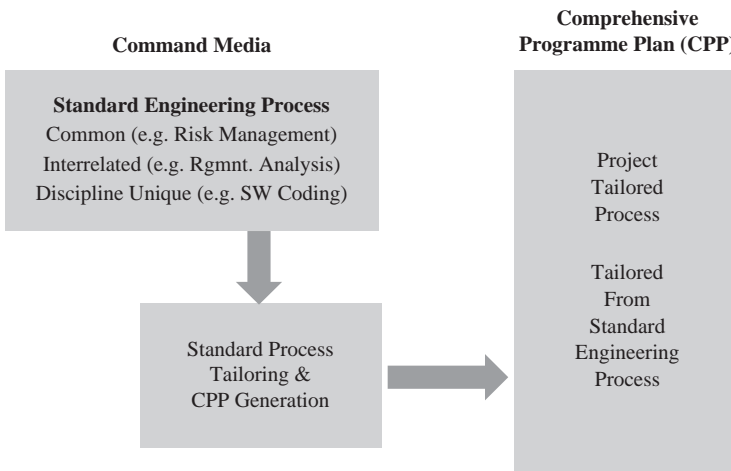 Command Media
Standard Engineering Process
Common (e.g. Risk Management)
Interrelated (e.g. Rgmnt. Analysis)
Discipline Unique (e.g. SW Coding)
Standard Process
Tailoring &
CPP Generation
Comprehensive
Programme Plan (CPP)
Project
Tailored
Process
Tailored
From
Standard
Engineering
Process